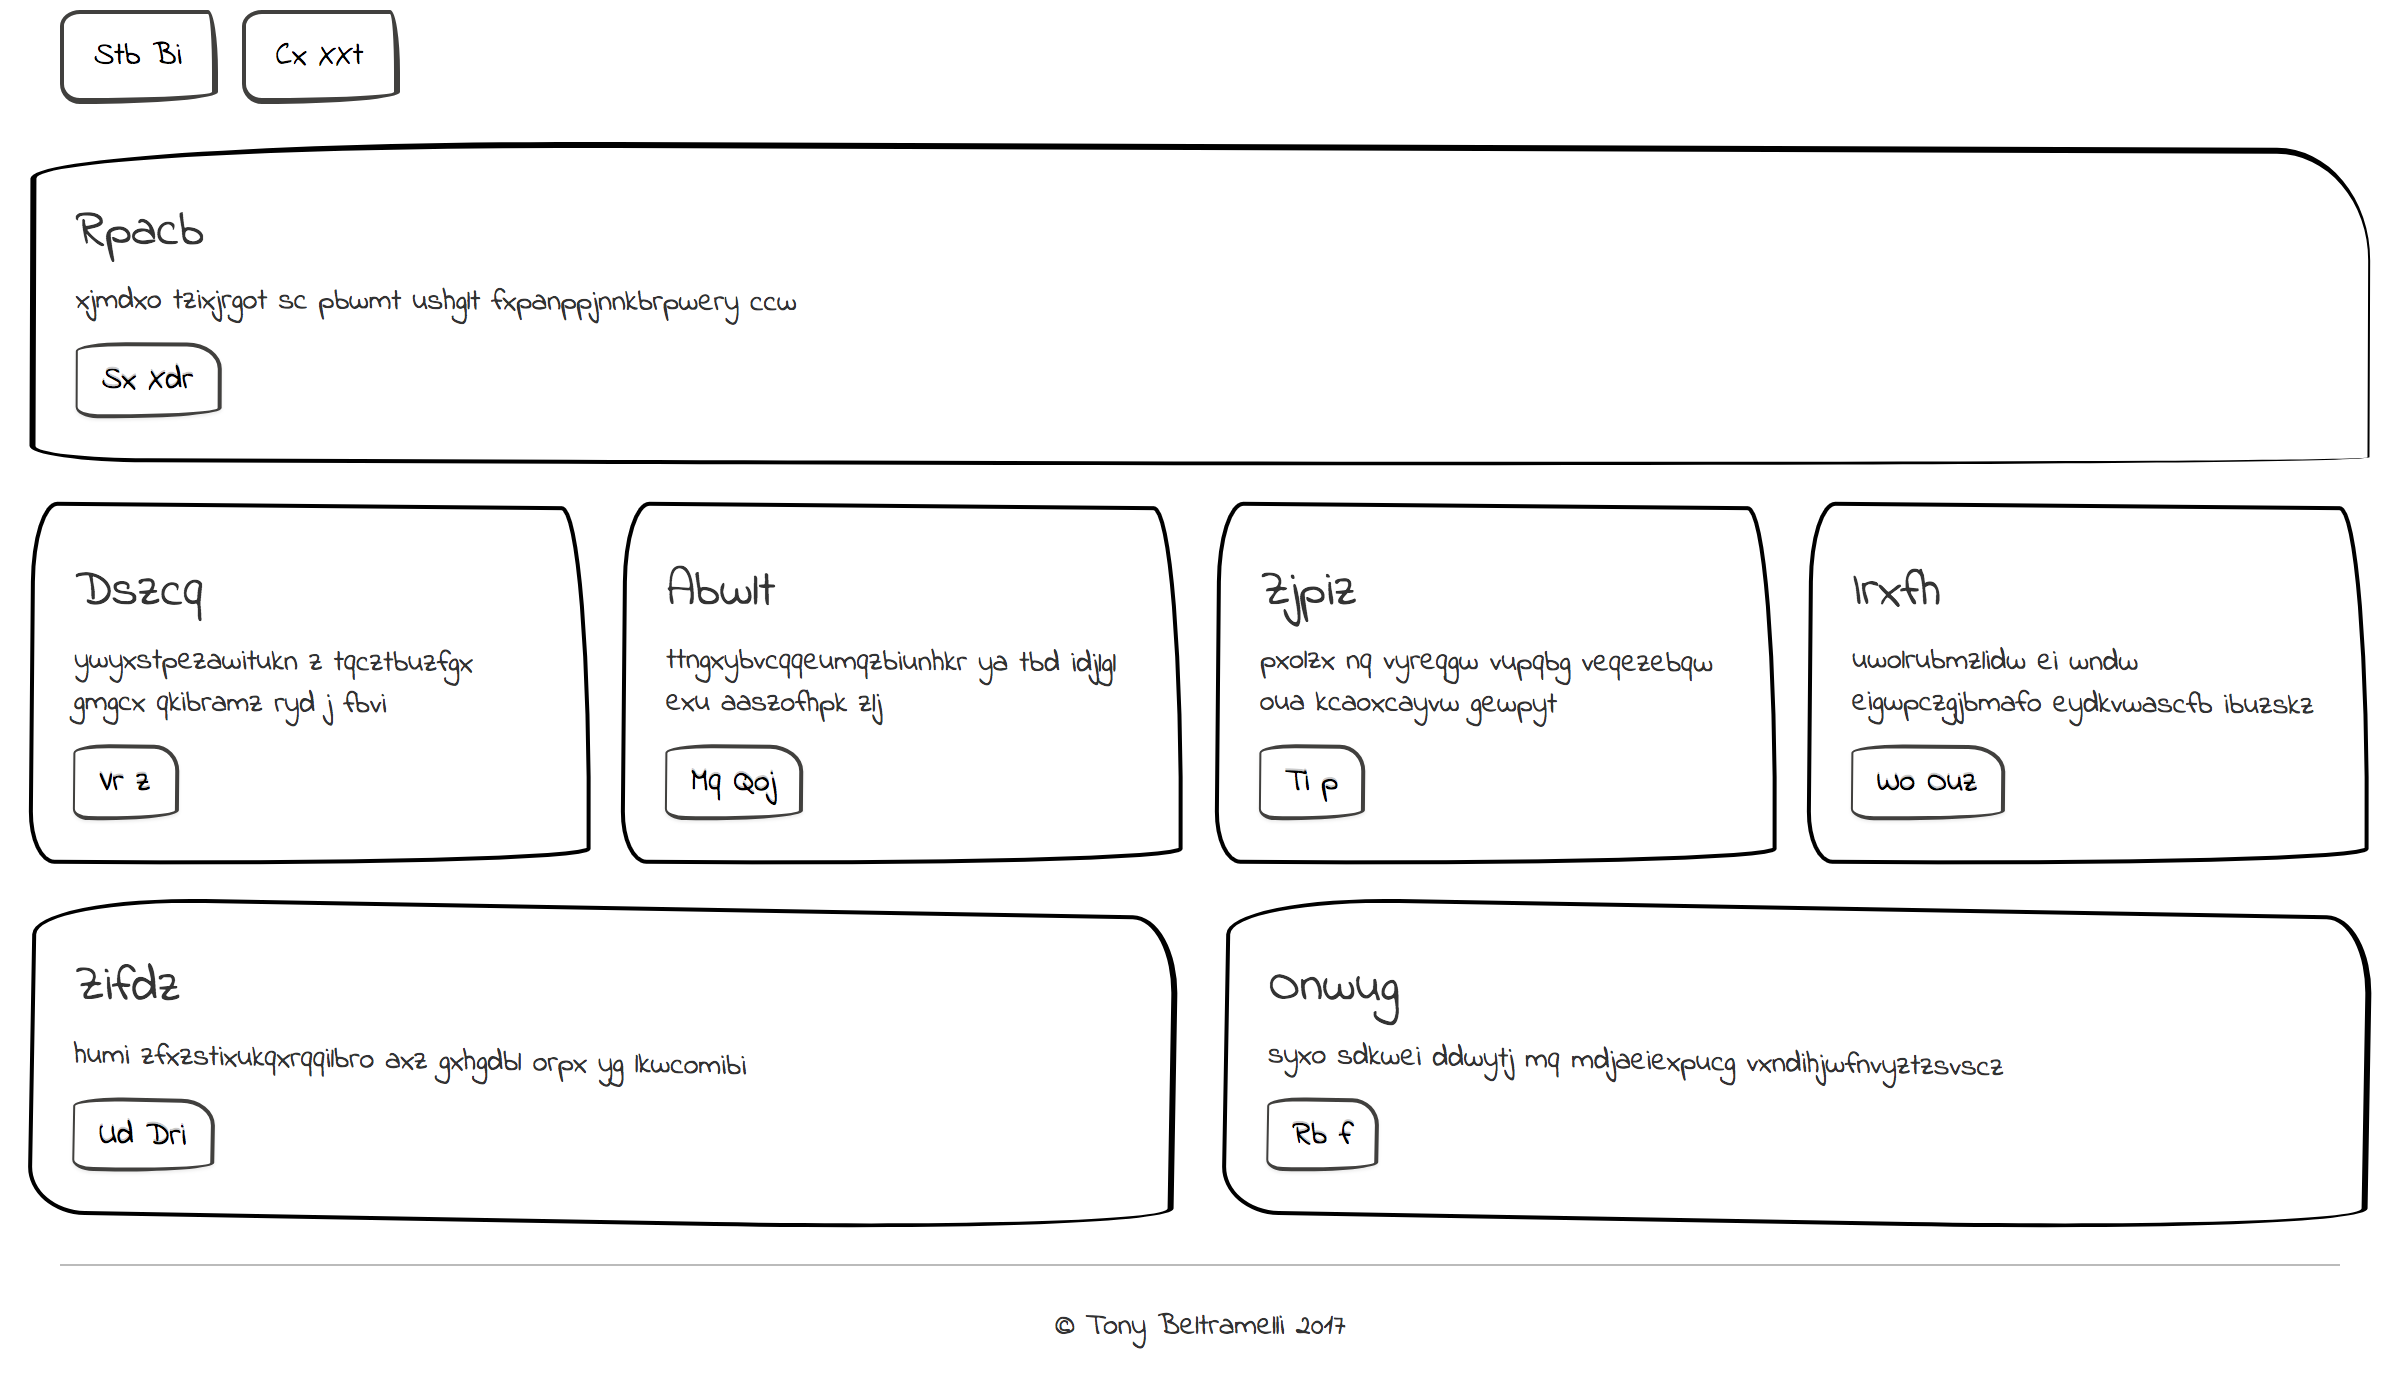 Stb Bi
Cx XXt
Rpacb
xjmdxo tzixjrgot sc pbwmt ushglt fxpanppjnnkbrpwery ccw
Sx Xdr
Dszcq
ywyxstpezawitukn z tqcztbuzfgx
gmgcx qkibramz ryd j fbvi
Vr z
Abwlt
ttngxybvcqqeumqzbiunhkr ya tbd idjlgl
exu aaszofhpk zlj
Mq Qoj
Zjpiz
pxolzx nq vyreqgw vupqbg veqezebqw
oua kcaoxcayvw gewpyt
Ti p
Irxfh
uwolrubmzlidw ei wndw
eigwpczgjbmafo eydkvwascfb ibuzskz
Wo Ouz
Zifdz
humi zfxzstixukqxrqqilbro axz gxhgdbl orpx yg lkwcomibi
Ud Dri
Onwug
syxo sdkwei ddwytj mq mdjaeiexpucg vxndihjwfnvyztzsvscz
Rb f
© Tony Beltramelli 2017